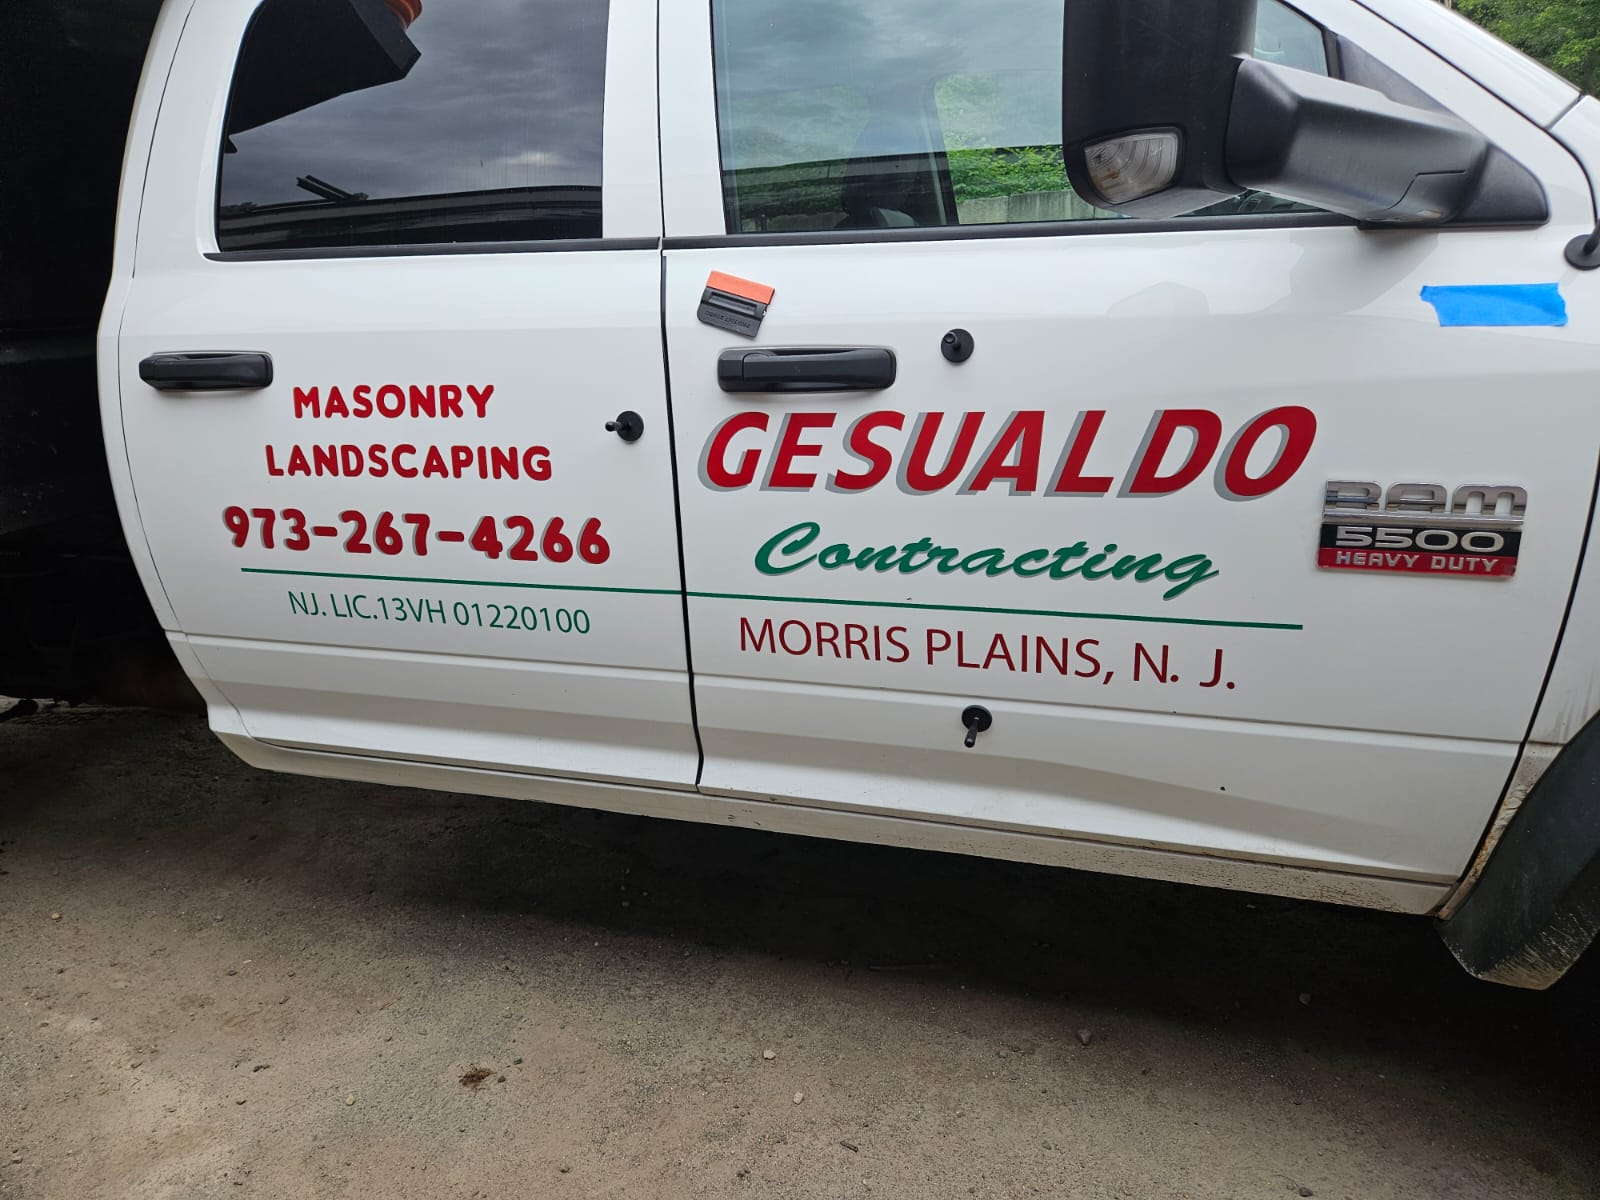 MASONRY
LANDSCAPING
973-267-4266
NJ. LIC.13VH 01220100
GESUALDO
Contracting
MORRIS PLAINS, N. J.
RAM
5500
HEAVY DUTY